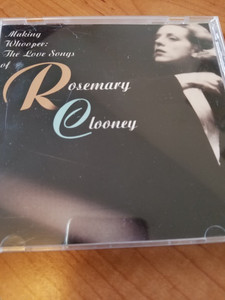 Making
Whoopee:
The Love Songs
of
Rosemary
Clooney